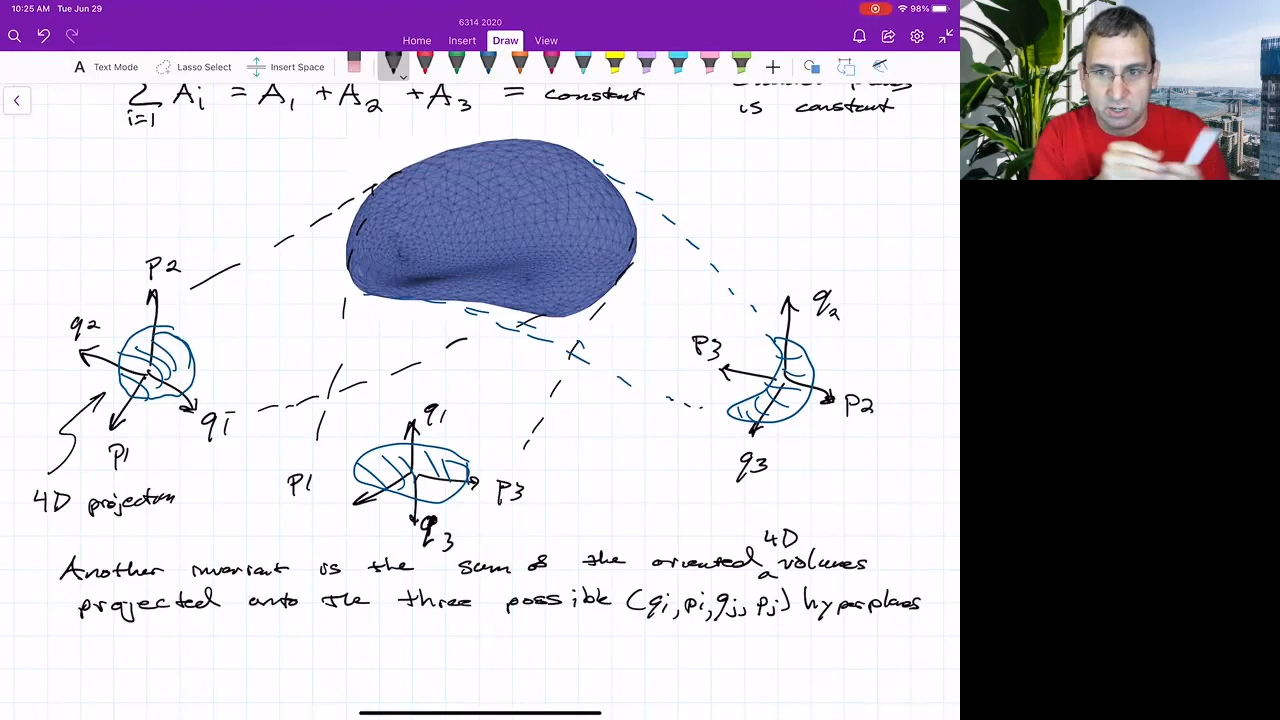 10:25 AM Tue Jun 29
98%
6314 2020
Home Insert Draw View
A Text Mode Lasso Select Insert Space
∑ Ai = A1 + A2 + A3 = constant
i=1
is constant
p2
q2
q1
p1
4D projection
q1
p1
p3
q3
q2
p3
p2
q3
4D
Another invariant is the sum of the oriented volumes
projected onto the three possible (qi, pi, qj, pj) hyperplanes